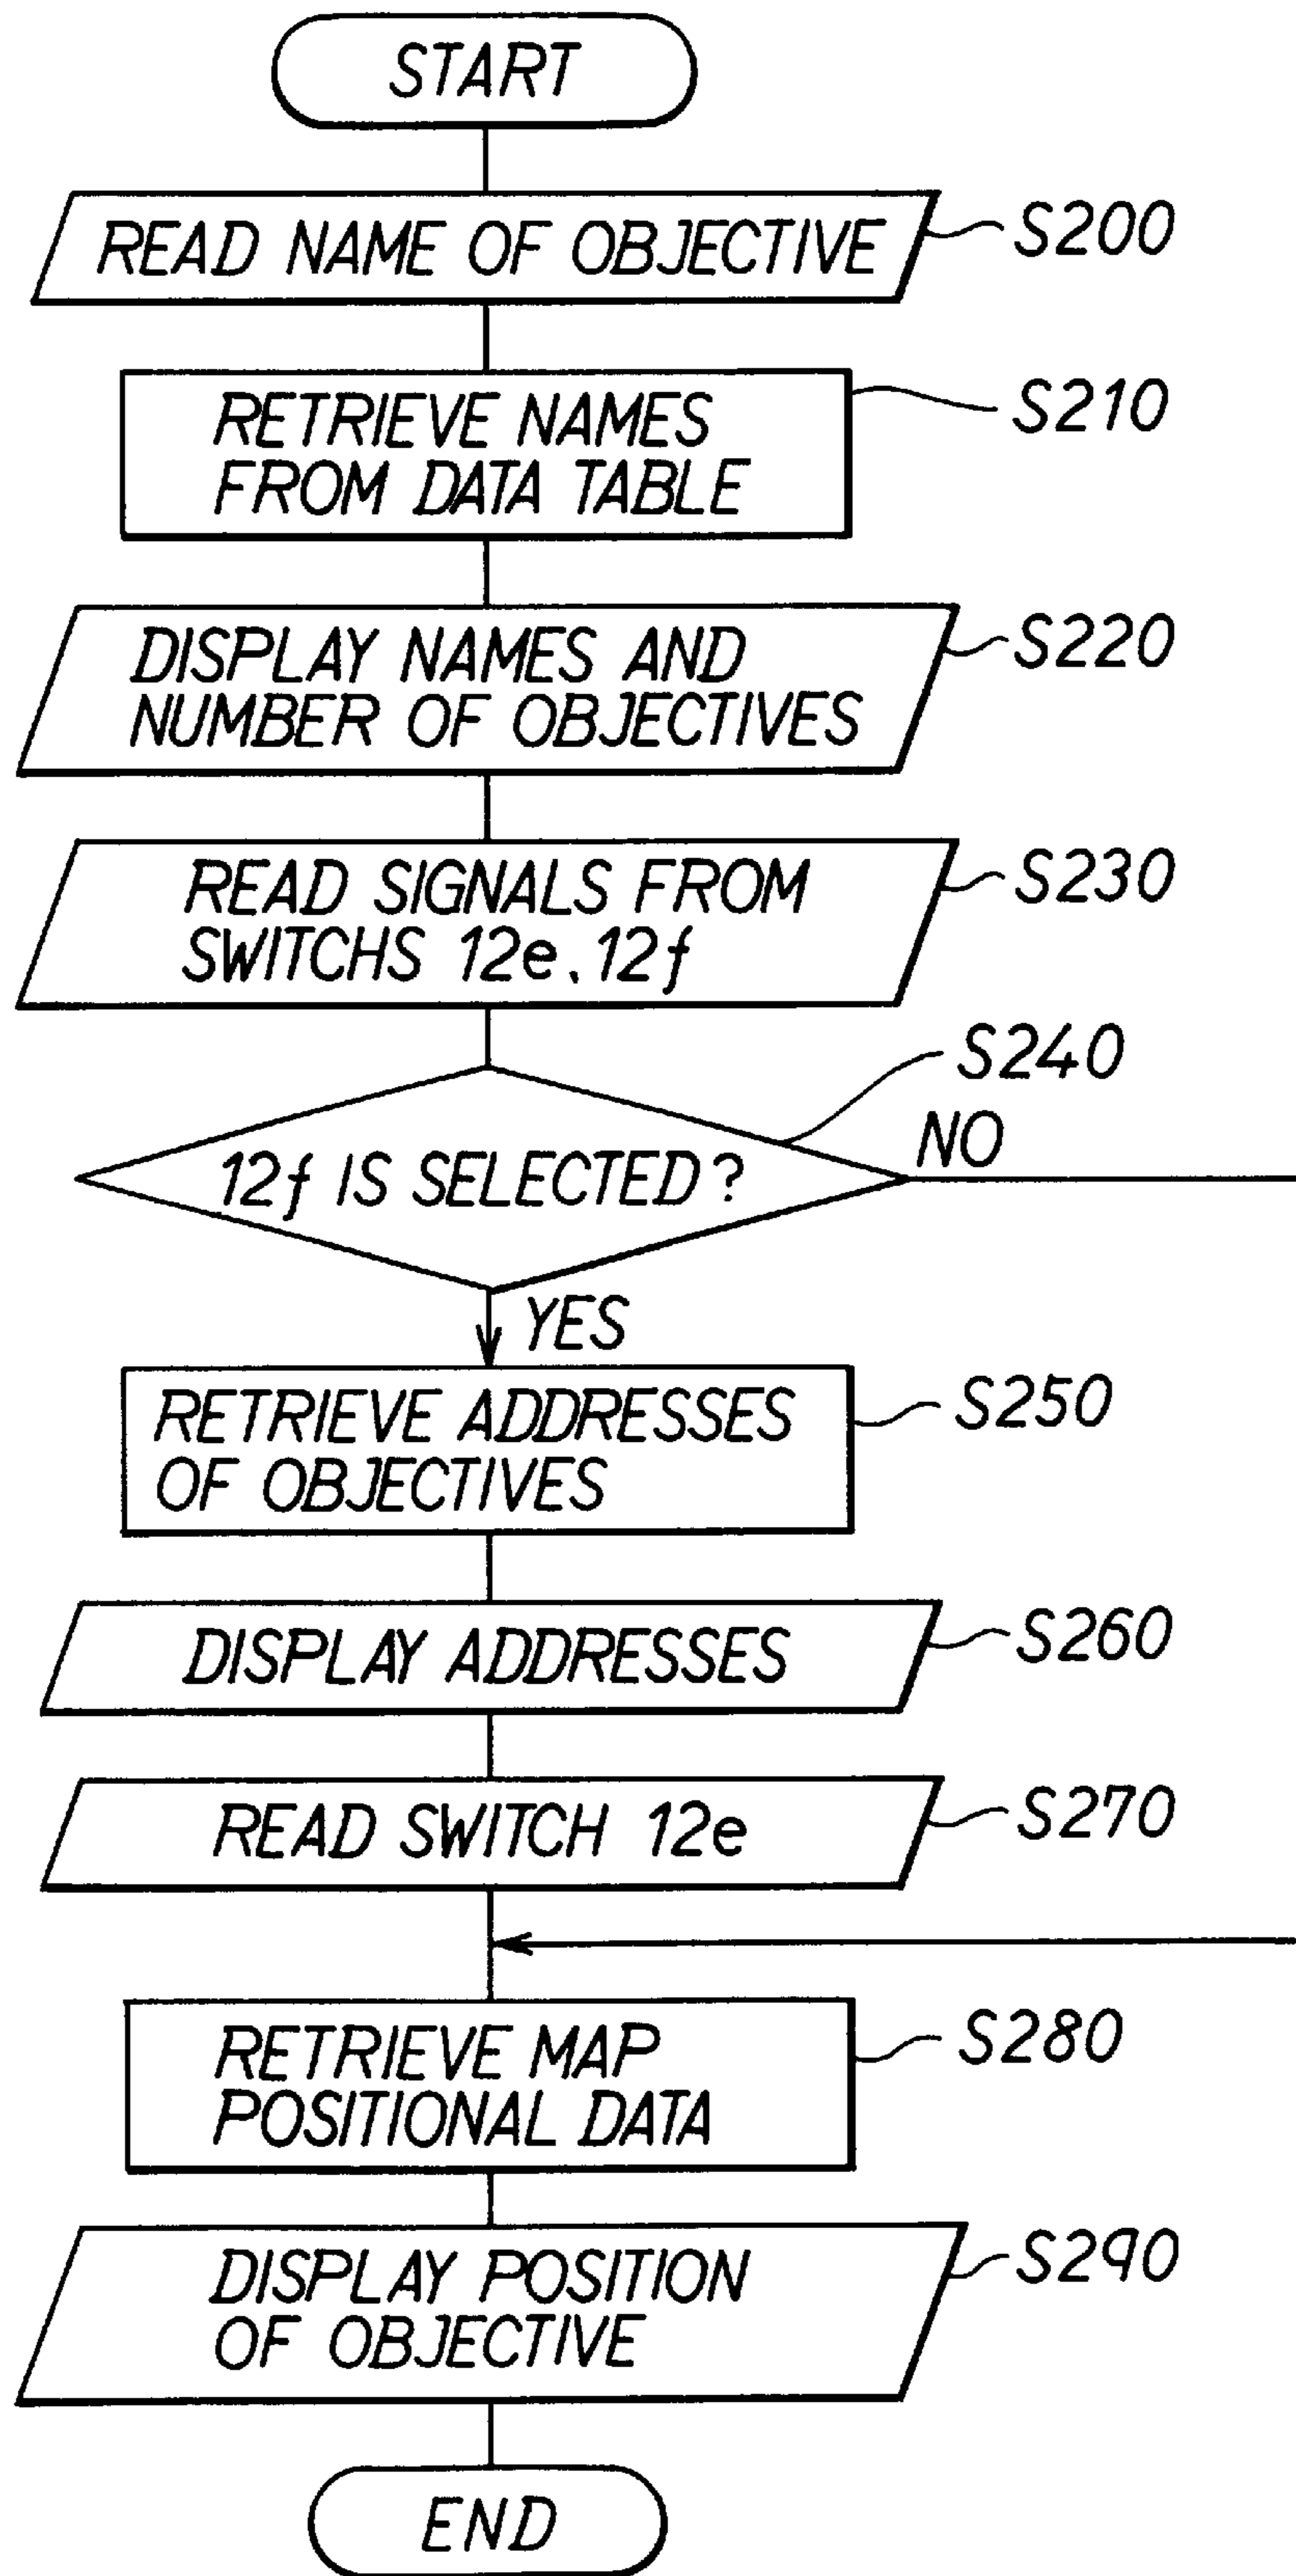 START
READ NAME OF OBJECTIVE
S200
RETRIEVE NAMES
FROM DATA TABLE
S210
DISPLAY NAMES AND
NUMBER OF OBJECTIVES
S220
READ SIGNALS FROM
SWITCHS 12e, 12f
S230
S240
12f IS SELECTED?
NO
YES
RETRIEVE ADDRESSES
OF OBJECTIVES
S250
DISPLAY ADDRESSES
S260
READ SWITCH 12e
S270
RETRIEVE MAP
POSITIONAL DATA
S280
DISPLAY POSITION
OF OBJECTIVE
S290
END